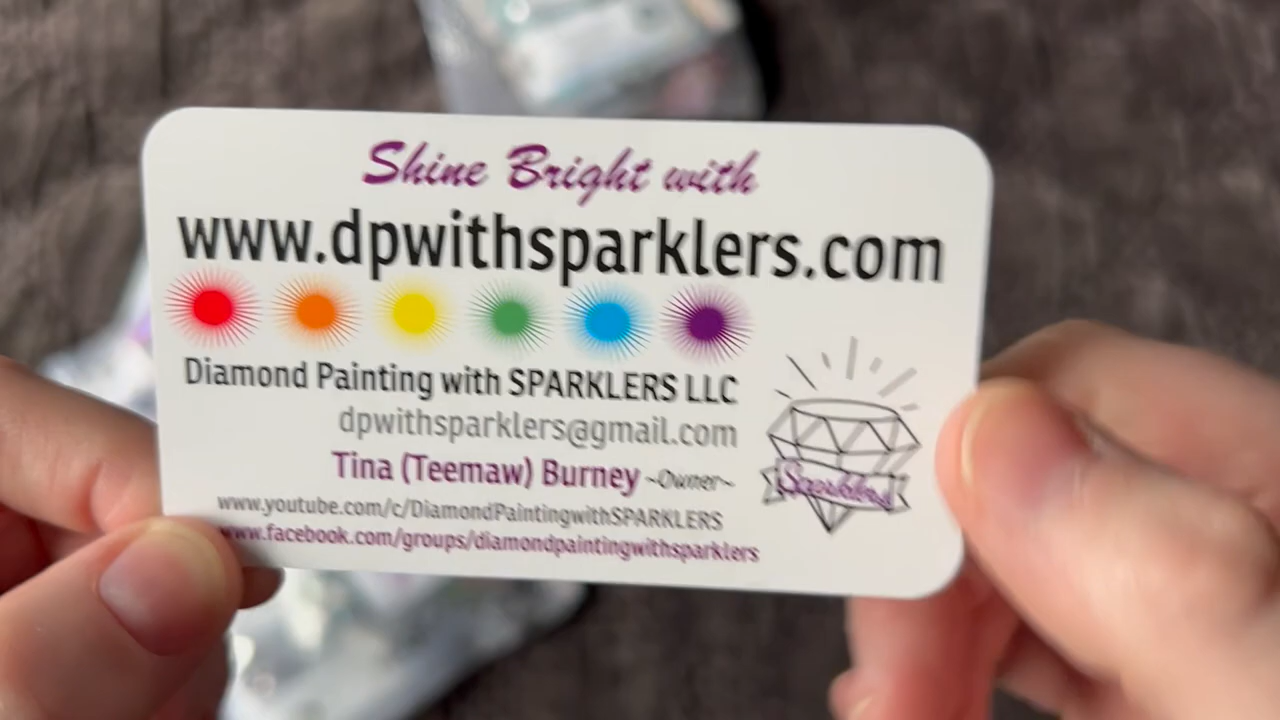 Shine Bright with
www.dpwithsparklers.com
Diamond Painting with SPARKLERS LLC
dpwithsparklers@gmail.com
Tina (Teemaw) Burney ~Owner~
www.youtube.com/c/DiamondPaintingwithSPARKLERS
www.facebook.com/groups/diamondpaintingwithsparklers
Sparklers